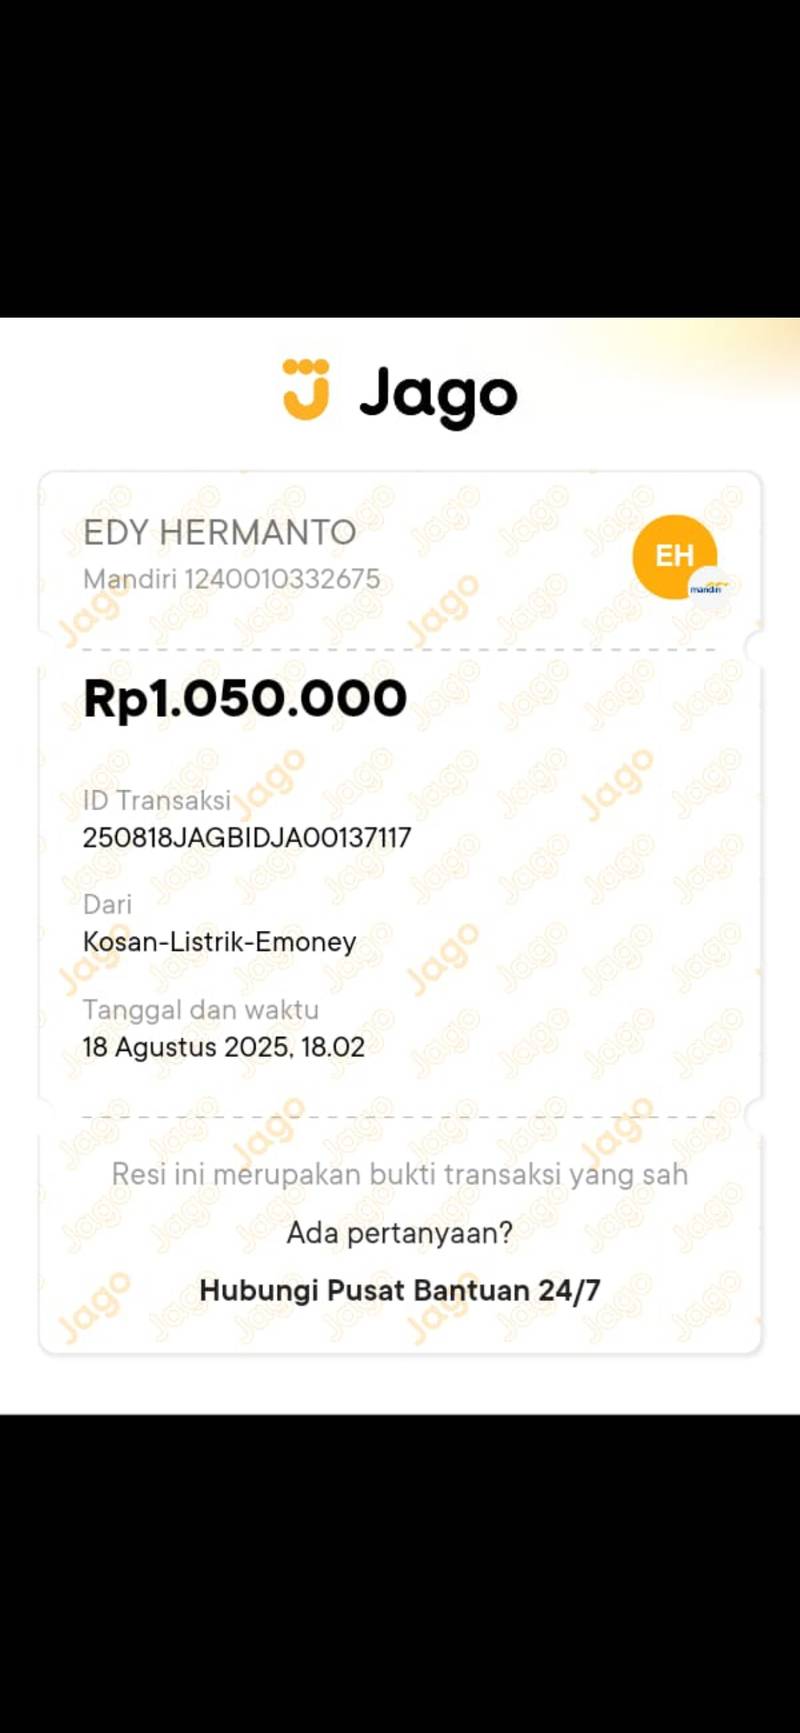 Jago
EDY HERMANTO
EH
Mandiri 1240010332675
mandiri
Rp1.050.000
ID Transaksi
250818JAGBIDJA00137117
Dari
Kosan-Listrik-Emoney
Tanggal dan waktu
18 Agustus 2025, 18.02
Resi ini merupakan bukti transaksi yang sah
Ada pertanyaan?
Hubungi Pusat Bantuan 24/7